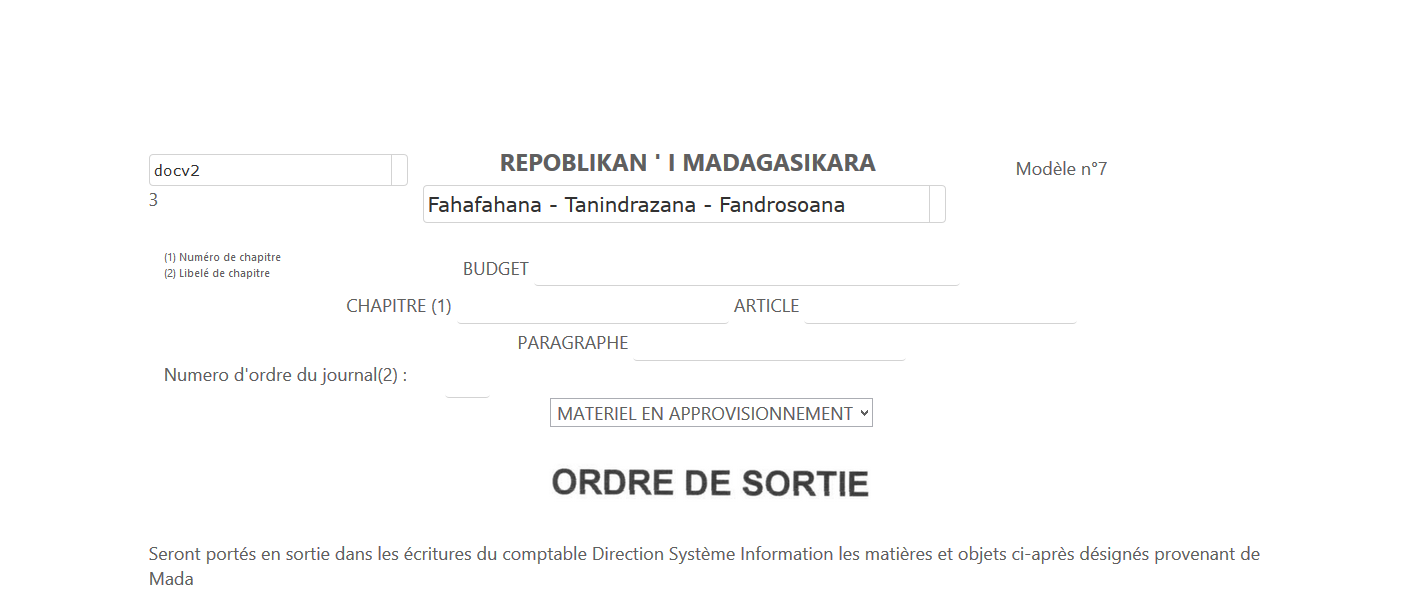 docv2
REPOBLIKAN ' I MADAGASIKARA
Modèle n°7
3
Fahafahana - Tanindrazana - Fandrosoana
(1) Numéro de chapitre
(2) Libelé de chapitre
BUDGET
CHAPITRE (1) ARTICLE
PARAGRAPHE
Numero d'ordre du journal(2) :
MATERIEL EN APPROVISIONNEMENT
ORDRE DE SORTIE
Seront portés en sortie dans les écritures du comptable Direction Système Information les matières et objets ci-après désignés provenant de
Mada